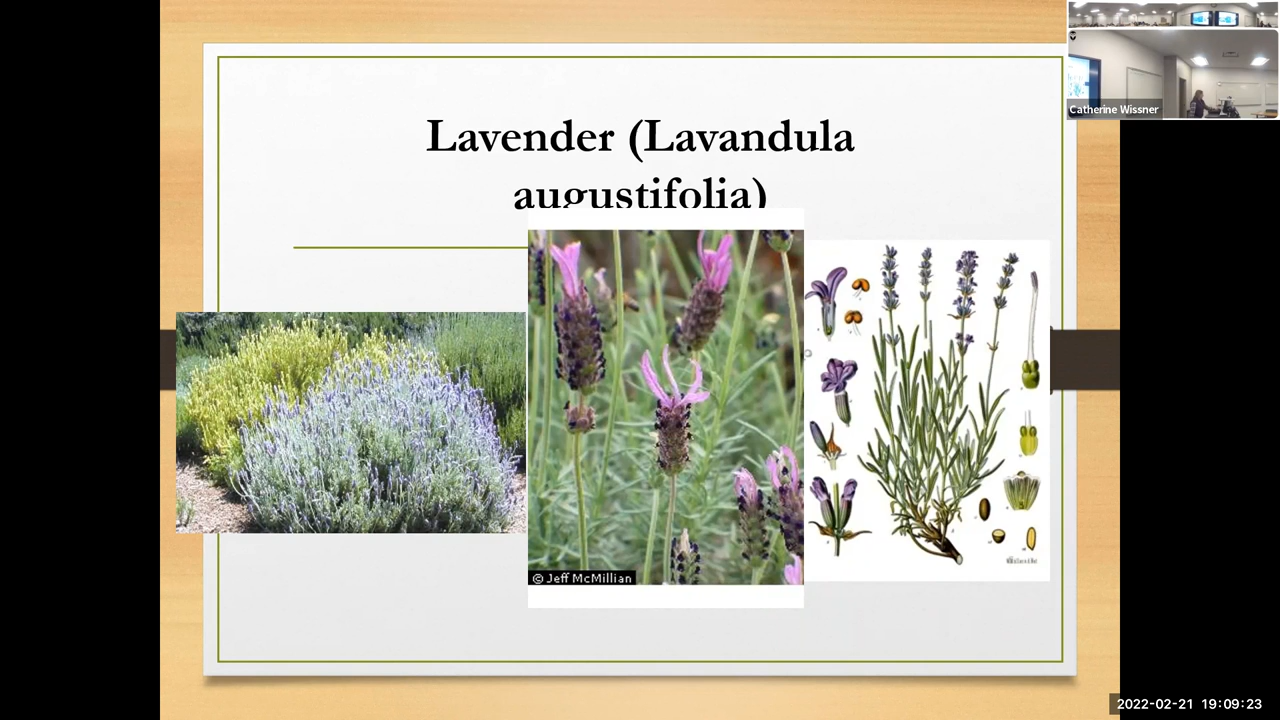 Catherine Wissner
Lavender (Lavandula
augustifolia)
© Jeff McMillian
2022-02-21 19:09:23